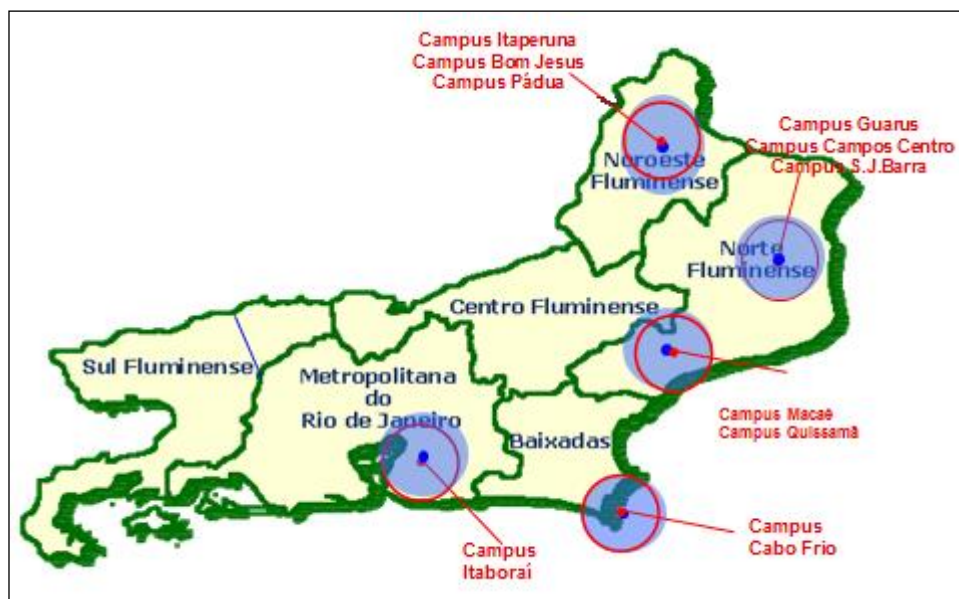 Campus Itaperuna
Campus Bom Jesus
Campus Pádua
Campus Guarus
Campus Campos Centro
Campus S.J.Barra
Noroeste
Fluminense
Norte
Fluminense
Centro Fluminense
Sul Fluminense
Metropolitana
do
Rio de Janeiro
Baixadas
Campus Macaé
Campus Quissamã
Campus
Cabo Frio
Campus
Itaboraí